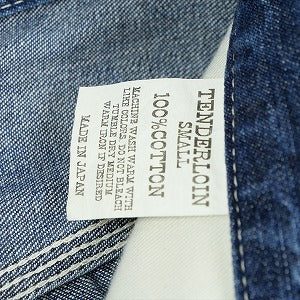 TENDERLOIN
SMALL
100%COTTON
MACHINE WASH WARM WITH
LIKE COLORS. DO NOT BLEACH
TUMBLE DRY MEDIUM
WARM IRON IF DESIRED
MADE IN JAPAN